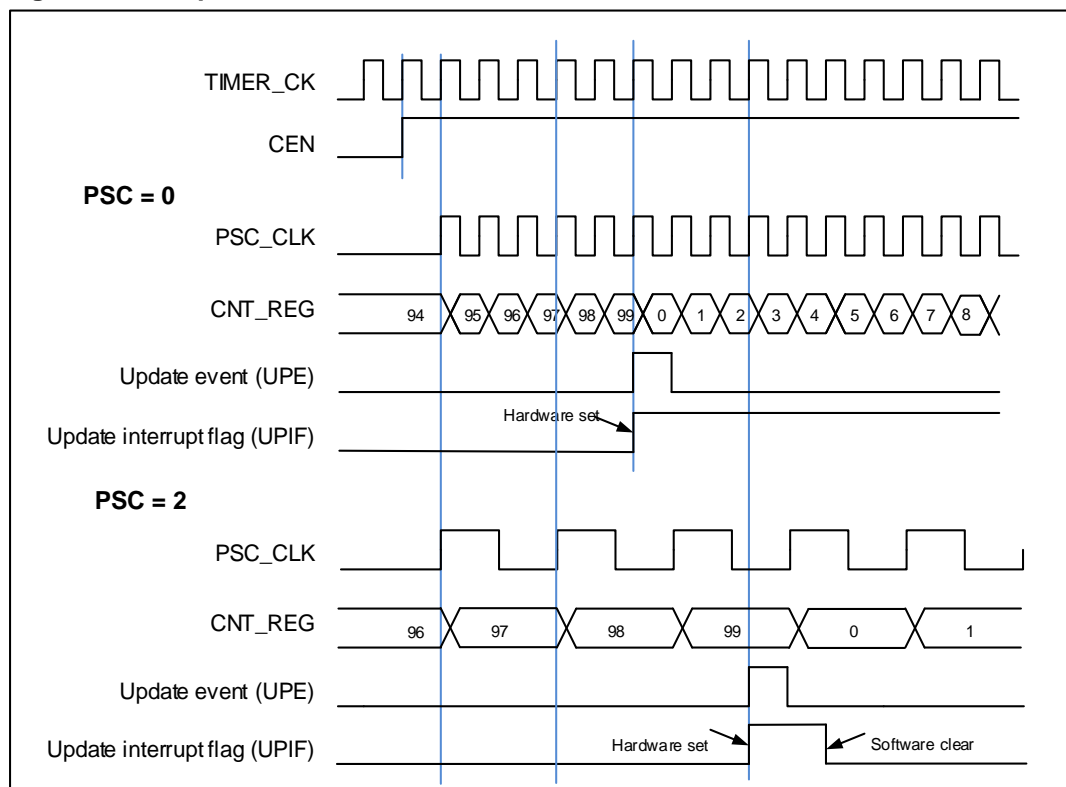 TIMER_CK
CEN
PSC = 0
PSC_CLK
CNT_REG 94 95 96 97 98 99 0 1 2 3 4 5 6 7 8
Update event (UPE)
Hardware set
Update interrupt flag (UPIF)
PSC = 2
PSC_CLK
CNT_REG 96 97 98 99 0 1
Update event (UPE)
Update interrupt flag (UPIF) Hardware set Software clear